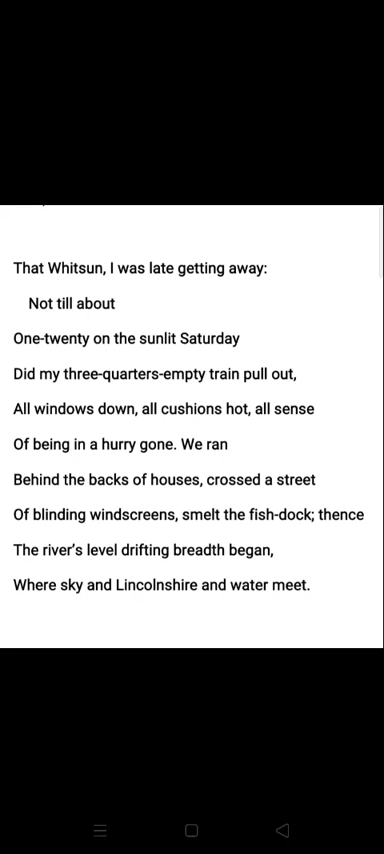 That Whitsun, I was late getting away:
Not till about
One-twenty on the sunlit Saturday
Did my three-quarters-empty train pull out,
All windows down, all cushions hot, all sense
Of being in a hurry gone. We ran
Behind the backs of houses, crossed a street
Of blinding windscreens, smelt the fish-dock; thence
The river's level drifting breadth began,
Where sky and Lincolnshire and water meet.